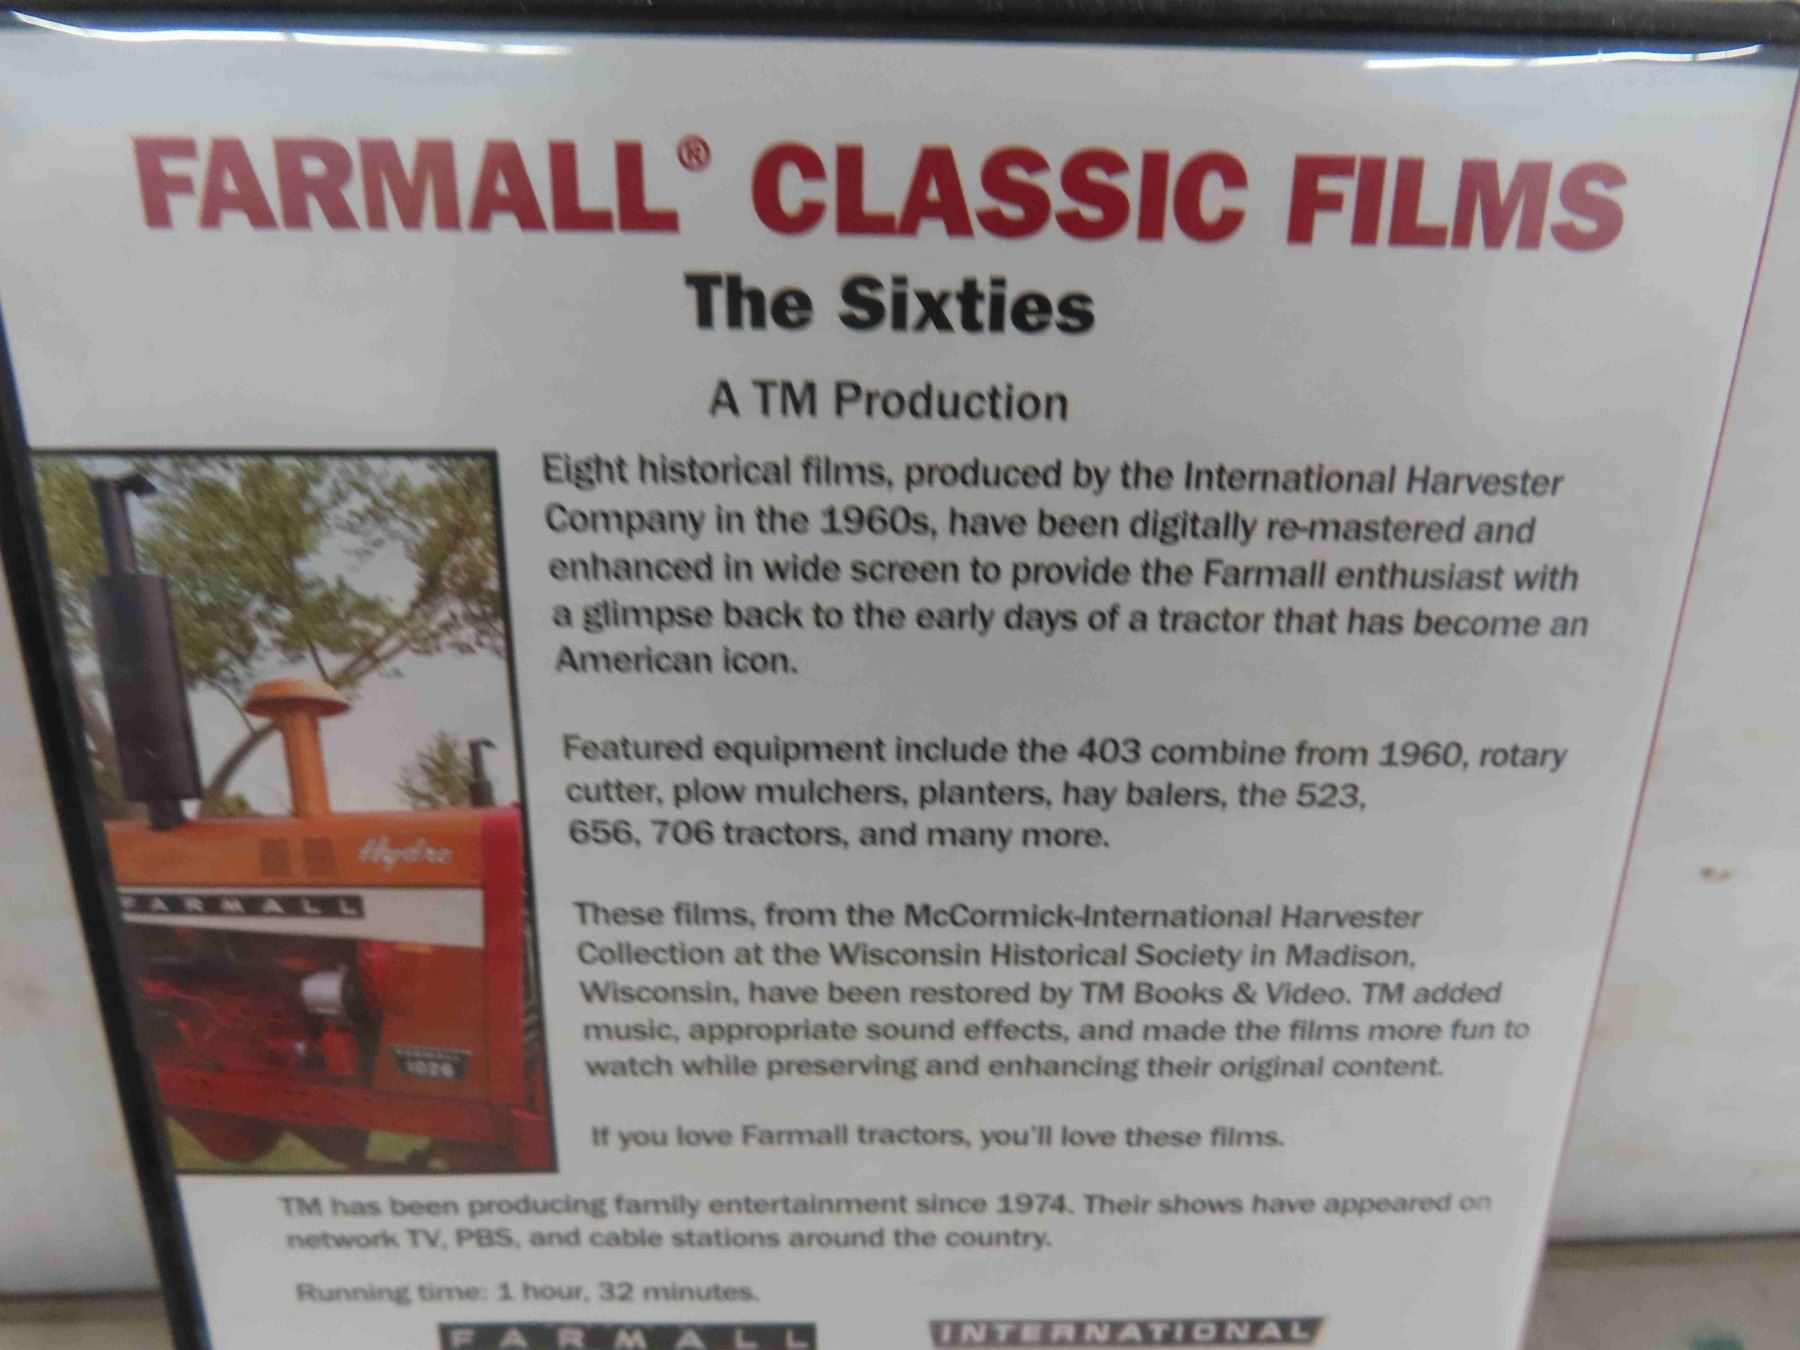 FARMALL® CLASSIC FILMS
The Sixties
A TM Production
Eight historical films, produced by the International Harvester
Company in the 1960s, have been digitally re-mastered and
enhanced in wide screen to provide the Farmall enthusiast with
a glimpse back to the early days of a tractor that has become an
American icon.
Featured equipment include the 403 combine from 1960, rotary
cutter, plow mulchers, planters, hay balers, the 523,
656, 706 tractors, and many more.
These films, from the McCormick-International Harvester
Collection at the Wisconsin Historical Society in Madison,
Wisconsin, have been restored by TM Books & Video. TM added
music, appropriate sound effects, and made the films more fun to
watch while preserving and enhancing their original content.
If you love Farmall tractors, you'll love these films.
Hydro
FARMALL
FARMALL
1026
TM has been producing family entertainment since 1974. Their shows have appeared on
network TV, PBS, and cable stations around the country.
Running time: 1 hour, 32 minutes.
FARMALL
INTERNATIONAL